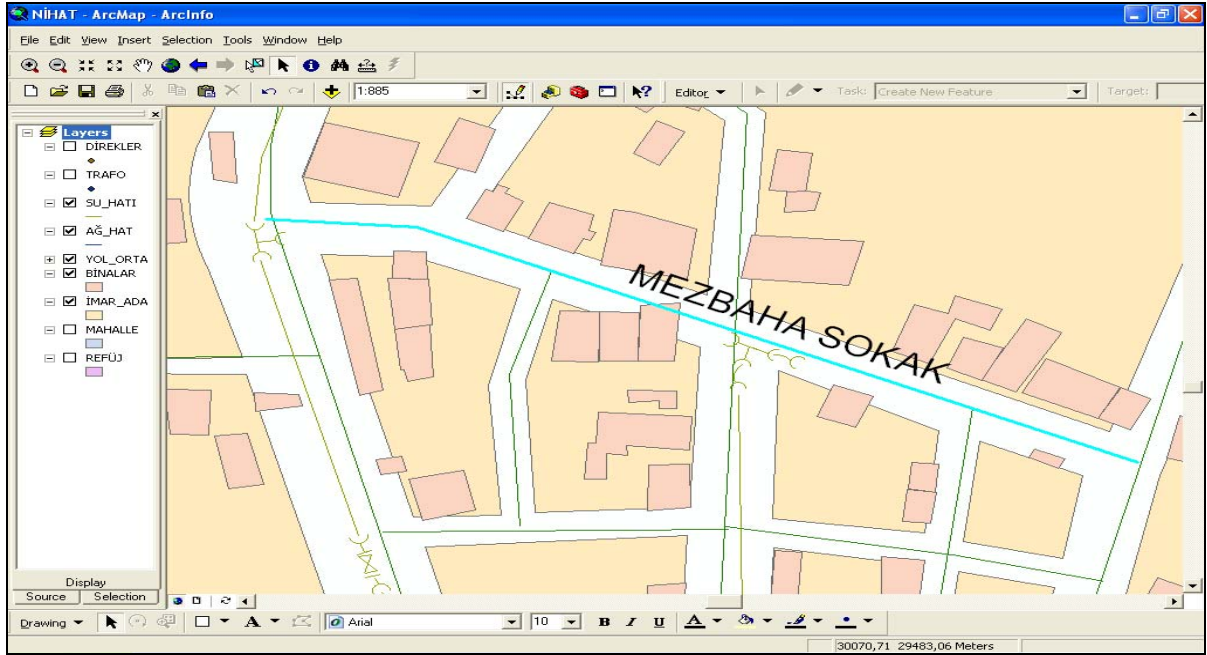 NİHAT - ArcMap - ArcInfo
File Edit View Insert Selection Tools Window Help
1:885 Editor Task: Create New Feature Target:
Layers
DİREKLER
TRAFO
SU_HATI
AĞ_HAT
YOL_ORTA
BİNALAR
İMAR_ADA
MAHALLE
REFÜJ
MEZBAHA SOKAK
Display
Source Selection
Drawing A Arial 10 B I U A
30070,71 29483,06 Meters